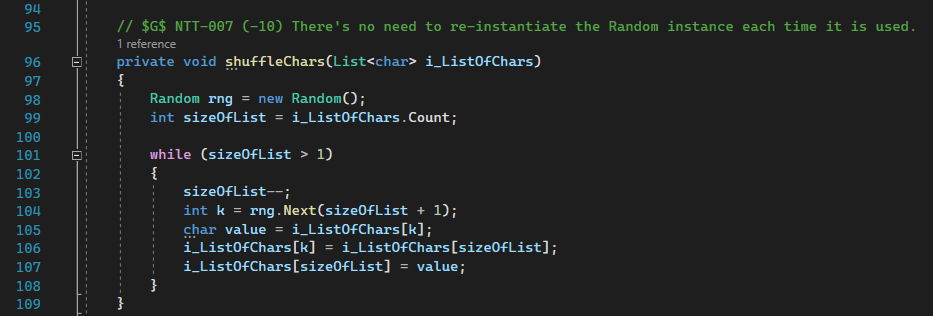 94
95 // $G$ NTT-007 (-10) There's no need to re-instantiate the Random instance each time it is used.
1 reference
96 private void shuffleChars(List<char> i_ListOfChars)
97 {
98 Random rng = new Random();
99 int sizeOfList = i_ListOfChars.Count;
100
101 while (sizeOfList > 1)
102 {
103 sizeOfList--;
104 int k = rng.Next(sizeOfList + 1);
105 char value = i_ListOfChars[k];
106 i_ListOfChars[k] = i_ListOfChars[sizeOfList];
107 i_ListOfChars[sizeOfList] = value;
108 }
109 }